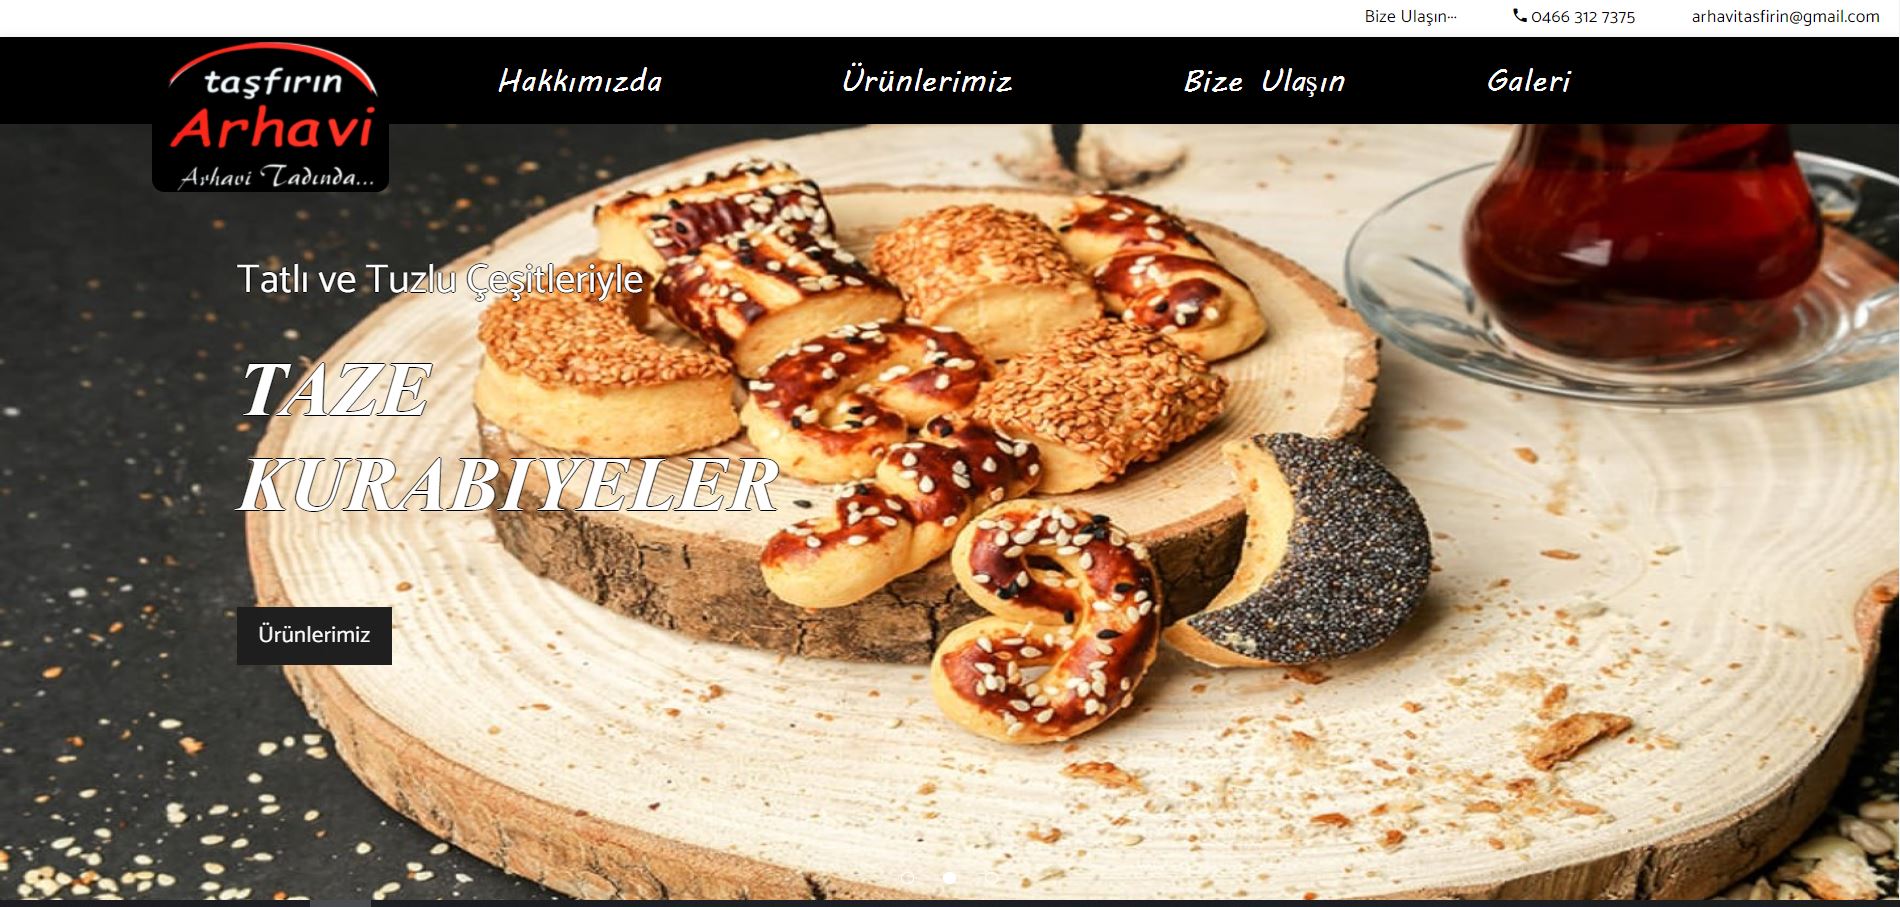 Bize Ulaşın...
0466 312 7375
arhavitasfirin@gmail.com
taşfırın
Arhavi
Arhavi Tadında...
Hakkımızda
Ürünlerimiz
Bize Ulaşın
Galeri
Tatlı ve Tuzlu Çeşitleriyle
TAZE
KURABIYELER
Ürünlerimiz